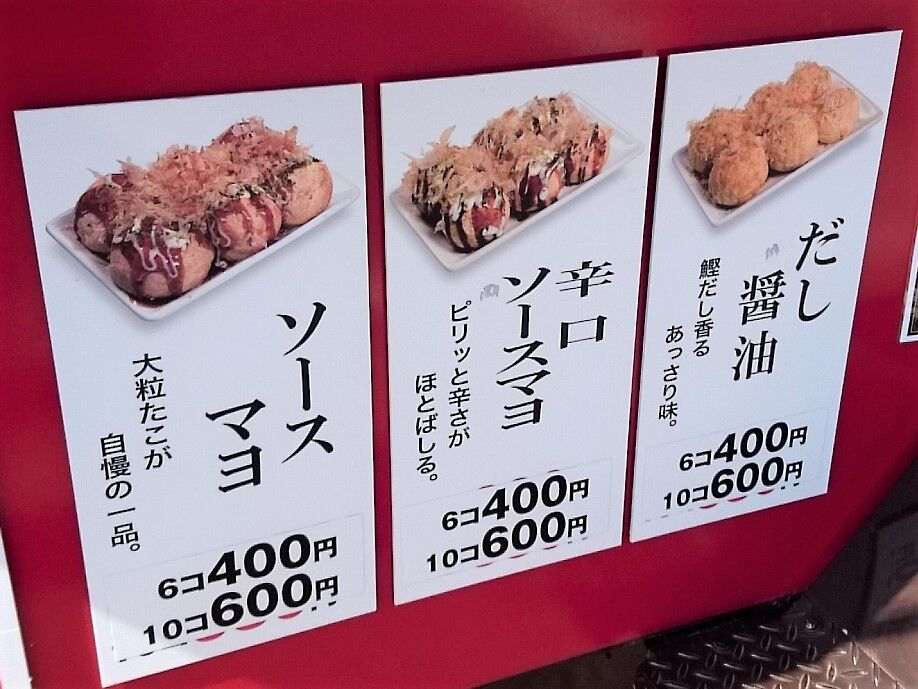 ソース
マヨ
大粒たこが
自慢の一品。
6コ400円
10コ600円
辛口
ソースマヨ
ピリッと辛さが
ほとばしる。
6コ400円
10コ600円
だし
醤油
鰹だし香る
あっさり味。
6コ400円
10コ600円